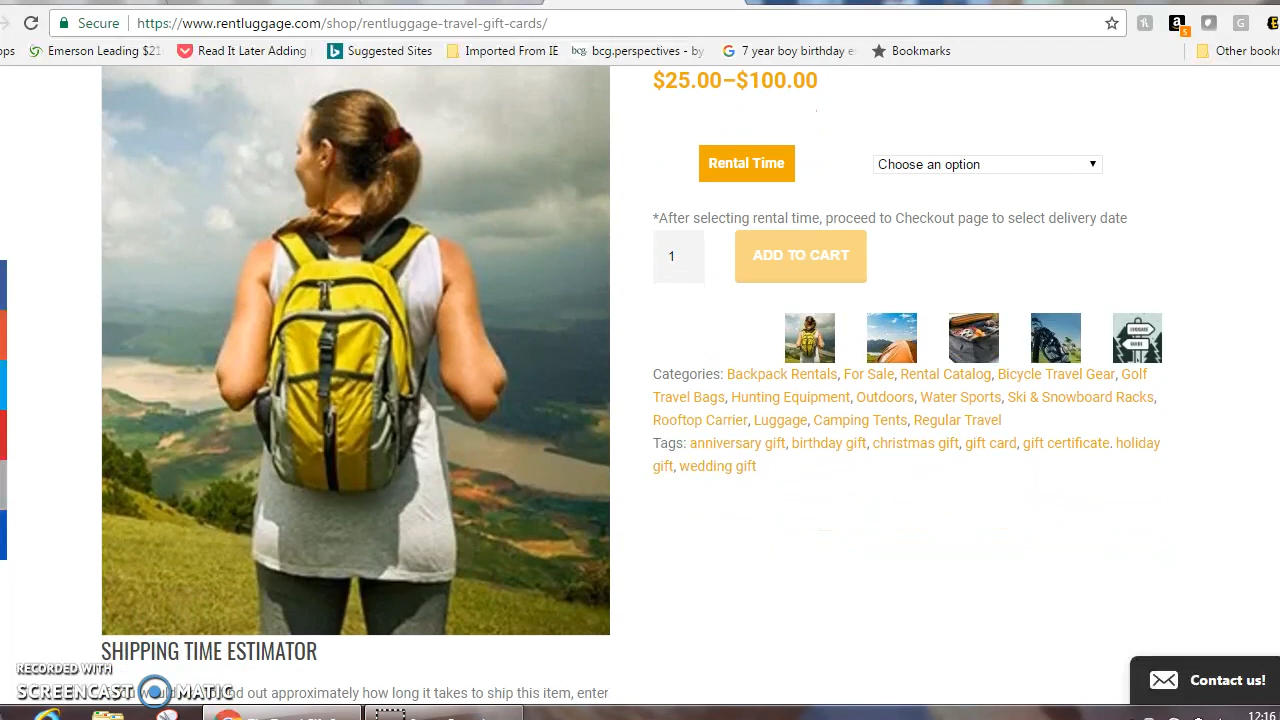 Secure https://www.rentluggage.com/shop/rentluggage-travel-gift-cards/
Emerson Leading $21 Read It Later Adding Suggested Sites Imported From IE bcg.perspectives - by 7 year boy birthday e Bookmarks Other book
$25.00–$100.00
Rental Time Choose an option
*After selecting rental time, proceed to Checkout page to select delivery date
1 ADD TO CART
Categories: Backpack Rentals, For Sale, Rental Catalog, Bicycle Travel Gear, Golf
Travel Bags, Hunting Equipment, Outdoors, Water Sports, Ski & Snowboard Racks,
Rooftop Carrier, Luggage, Camping Tents, Regular Travel
Tags: anniversary gift, birthday gift, christmas gift, gift card, gift certificate. holiday
gift, wedding gift
SHIPPING TIME ESTIMATOR
RECORDED WITH
SCREENCAST MATIC
out approximately how long it takes to ship this item, enter
Contact us!
12:16